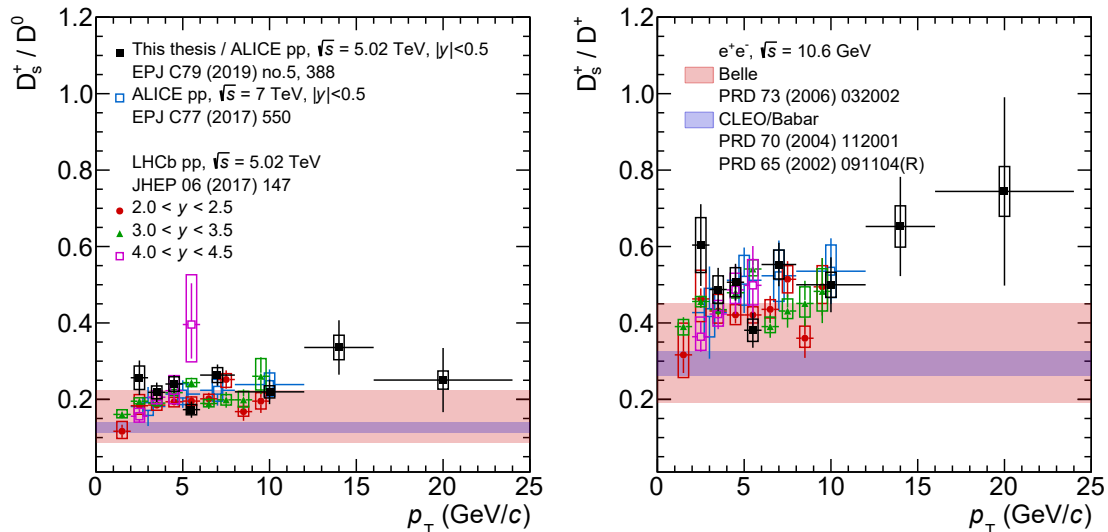 D_s^+ / D^0
1.2
1.0
0.8
0.6
0.4
0.2
This thesis / ALICE pp, √s = 5.02 TeV, |y|<0.5
EPJ C79 (2019) no.5, 388
ALICE pp, √s = 7 TeV, |y|<0.5
EPJ C77 (2017) 550
LHCb pp, √s = 5.02 TeV
JHEP 06 (2017) 147
2.0 < y < 2.5
3.0 < y < 3.5
4.0 < y < 4.5
0 5 10 15 20 25
p_T (GeV/c)
D_s^+ / D^+
1.2
1.0
0.8
0.6
0.4
0.2
e⁺e⁻, √s = 10.6 GeV
Belle
PRD 73 (2006) 032002
CLEO/Babar
PRD 70 (2004) 112001
PRD 65 (2002) 091104(R)
0 5 10 15 20 25
p_T (GeV/c)